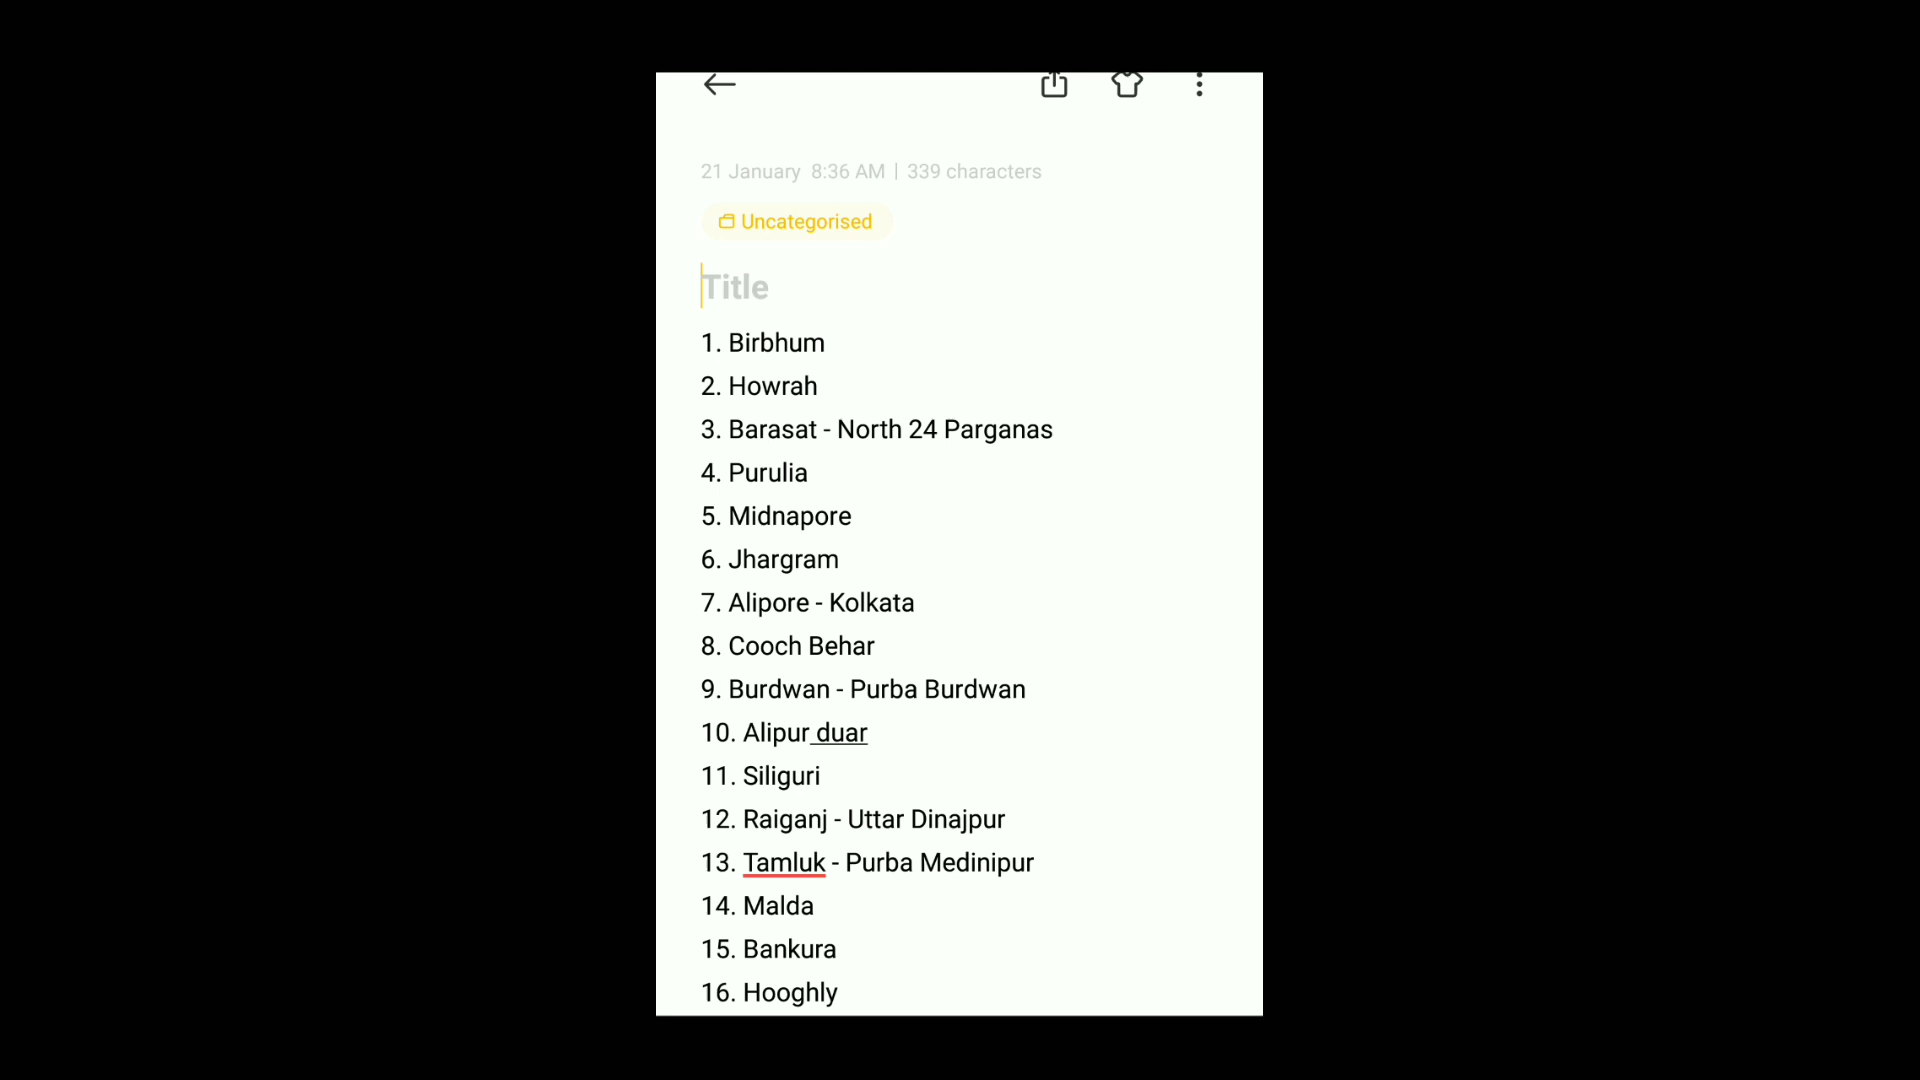 21 January 8:36 AM | 339 characters
Uncategorised
Title
1. Birbhum
2. Howrah
3. Barasat - North 24 Parganas
4. Purulia
5. Midnapore
6. Jhargram
7. Alipore - Kolkata
8. Cooch Behar
9. Burdwan - Purba Burdwan
10. Alipur duar
11. Siliguri
12. Raiganj - Uttar Dinajpur
13. Tamluk - Purba Medinipur
14. Malda
15. Bankura
16. Hooghly